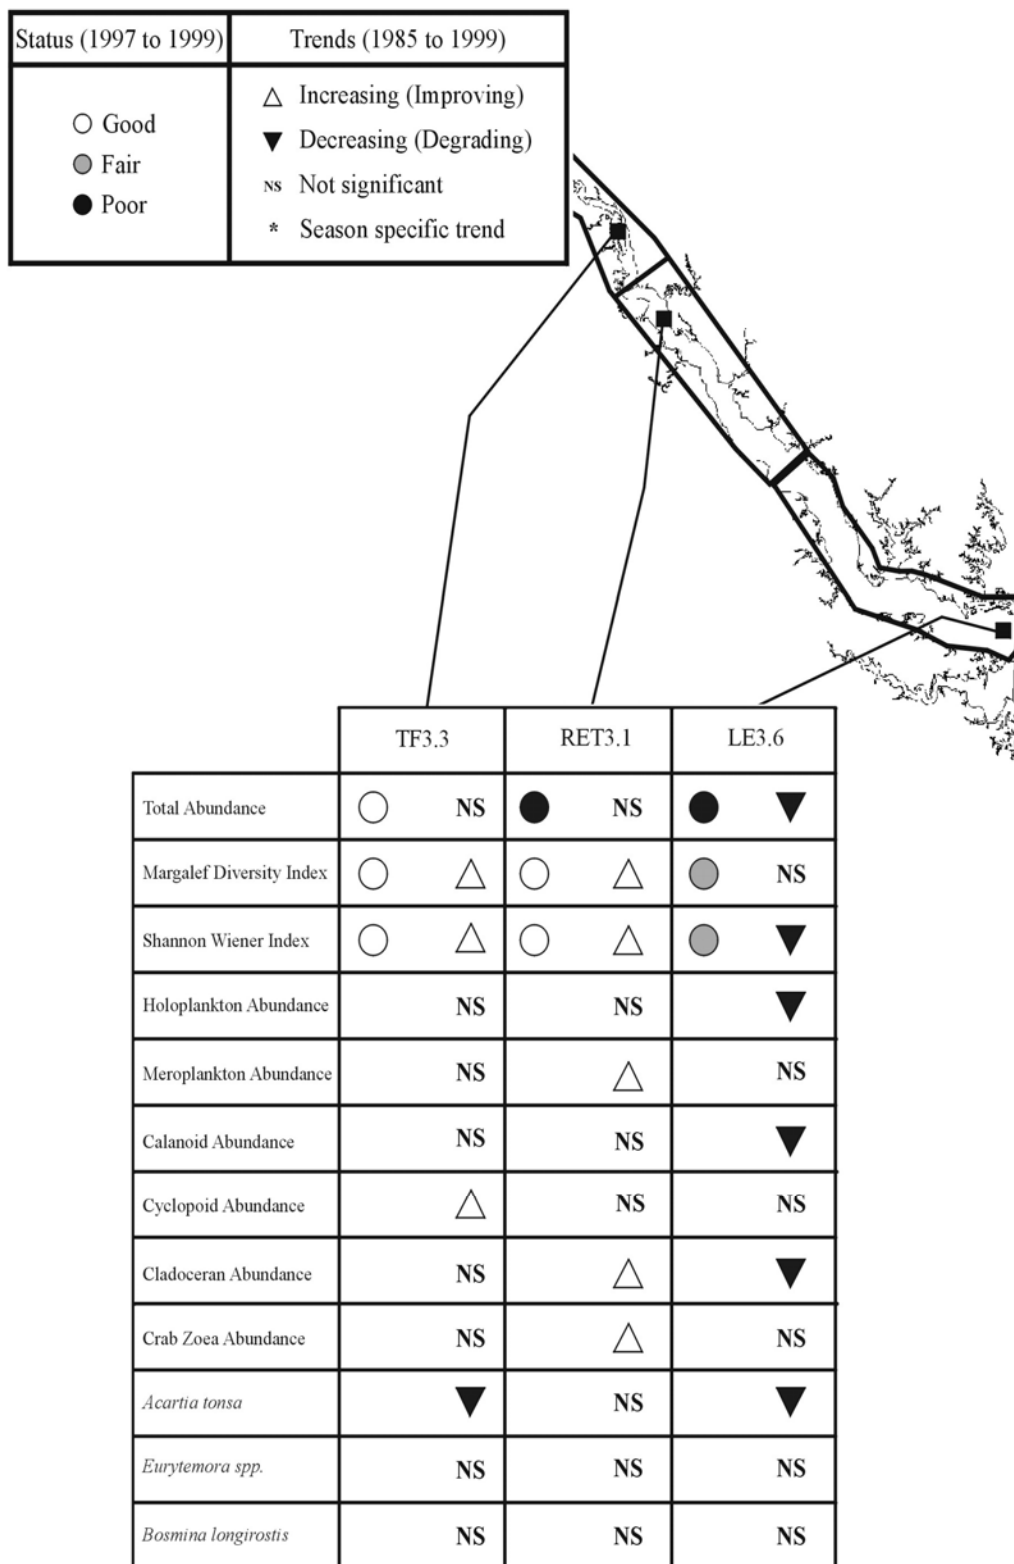 Status (1997 to 1999) Trends (1985 to 1999)
Good
Fair
Poor
Increasing (Improving)
Decreasing (Degrading)
NS Not significant
* Season specific trend
TF3.3 RET3.1 LE3.6
Total Abundance NS NS
Margalef Diversity Index NS
Shannon Wiener Index
Holoplankton Abundance NS NS
Meroplankton Abundance NS NS
Calanoid Abundance NS NS
Cyclopoid Abundance NS NS
Cladoceran Abundance NS
Crab Zoea Abundance NS NS
Acartia tonsa NS
Eurytemora spp. NS NS NS
Bosmina longirostis NS NS NS